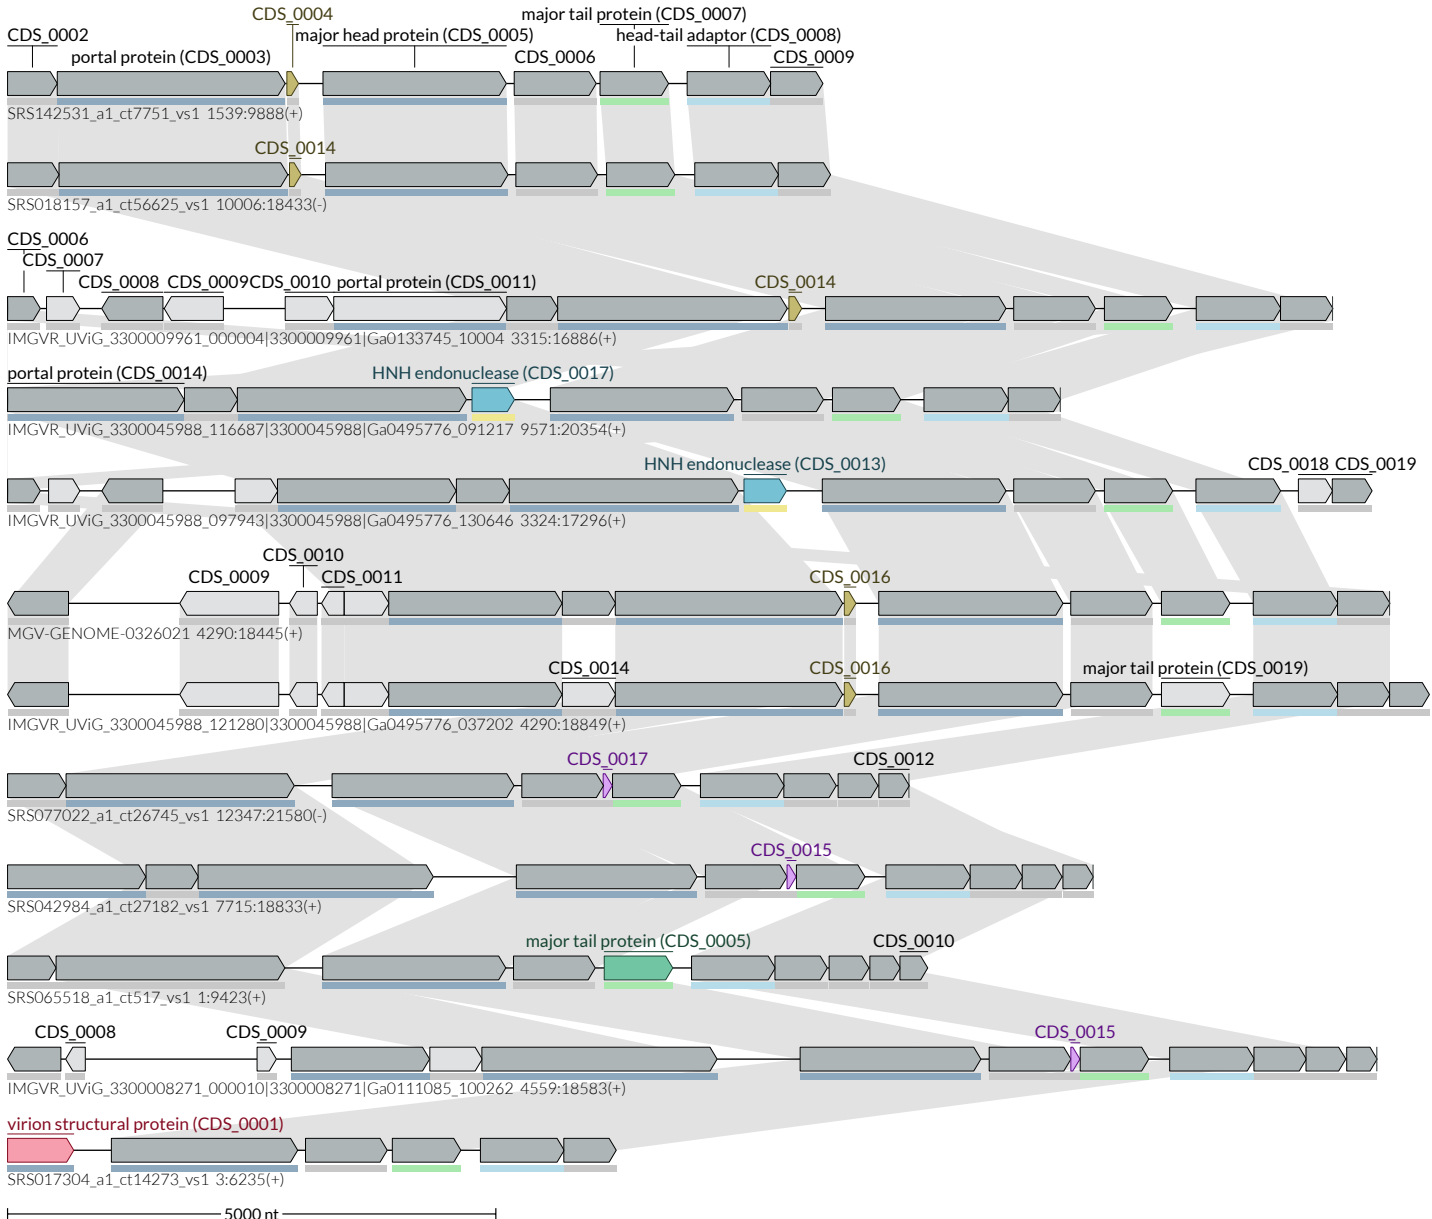 CDS_0004 major tail protein (CDS_0007)
CDS_0002 major head protein (CDS_0005) head-tail adaptor (CDS_0008)
portal protein (CDS_0003) CDS_0006 CDS_0009
SRS142531_a1_ct7751_vs1 1539:9888(+)
CDS_0014
SRS018157_a1_ct56625_vs1 10006:18433(-)
CDS_0006
CDS_0007
CDS_0008 CDS_0009 CDS_0010 portal protein (CDS_0011) CDS_0014
IMGVR_UViG_3300009961_000004|3300009961|Ga0133745_10004 3315:16886(+)
portal protein (CDS_0014) HNH endonuclease (CDS_0017)
IMGVR_UViG_3300045988_116687|3300045988|Ga0495776_091217 9571:20354(+)
HNH endonuclease (CDS_0013) CDS_0018 CDS_0019
IMGVR_UViG_3300045988_097943|3300045988|Ga0495776_130646 3324:17296(+)
CDS_0010
CDS_0009 CDS_0011 CDS_0016
MGV-GENOME-0326021 4290:18445(+)
CDS_0014 CDS_0016 major tail protein (CDS_0019)
IMGVR_UViG_3300045988_121280|3300045988|Ga0495776_037202 4290:18849(+)
CDS_0017 CDS_0012
SRS077022_a1_ct26745_vs1 12347:21580(-)
CDS_0015
SRS042984_a1_ct27182_vs1 7715:18833(+)
major tail protein (CDS_0005) CDS_0010
SRS065518_a1_ct517_vs1 1:9423(+)
CDS_0008 CDS_0009 CDS_0015
IMGVR_UViG_3300008271_000010|3300008271|Ga0111085_100262 4559:18583(+)
virion structural protein (CDS_0001)
SRS017304_a1_ct14273_vs1 3:6235(+)
5000 nt